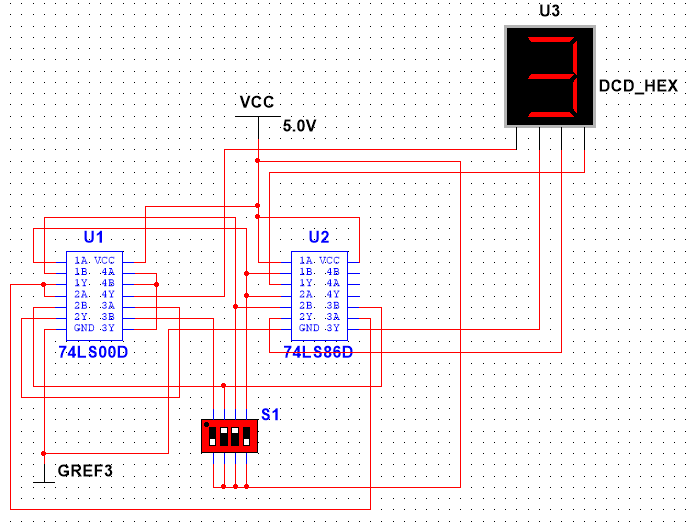 U3
DCD_HEX
VCC
5.0V
U1
1A VCC
1B 4A
1Y 4B
2A 4Y
2B 3A
2Y 3B
GND 3Y
74LS00D
U2
1A VCC
1B 4B
1Y 4A
2A 4Y
2B 3B
2Y 3A
GND 3Y
74LS86D
S1
GREF3
3